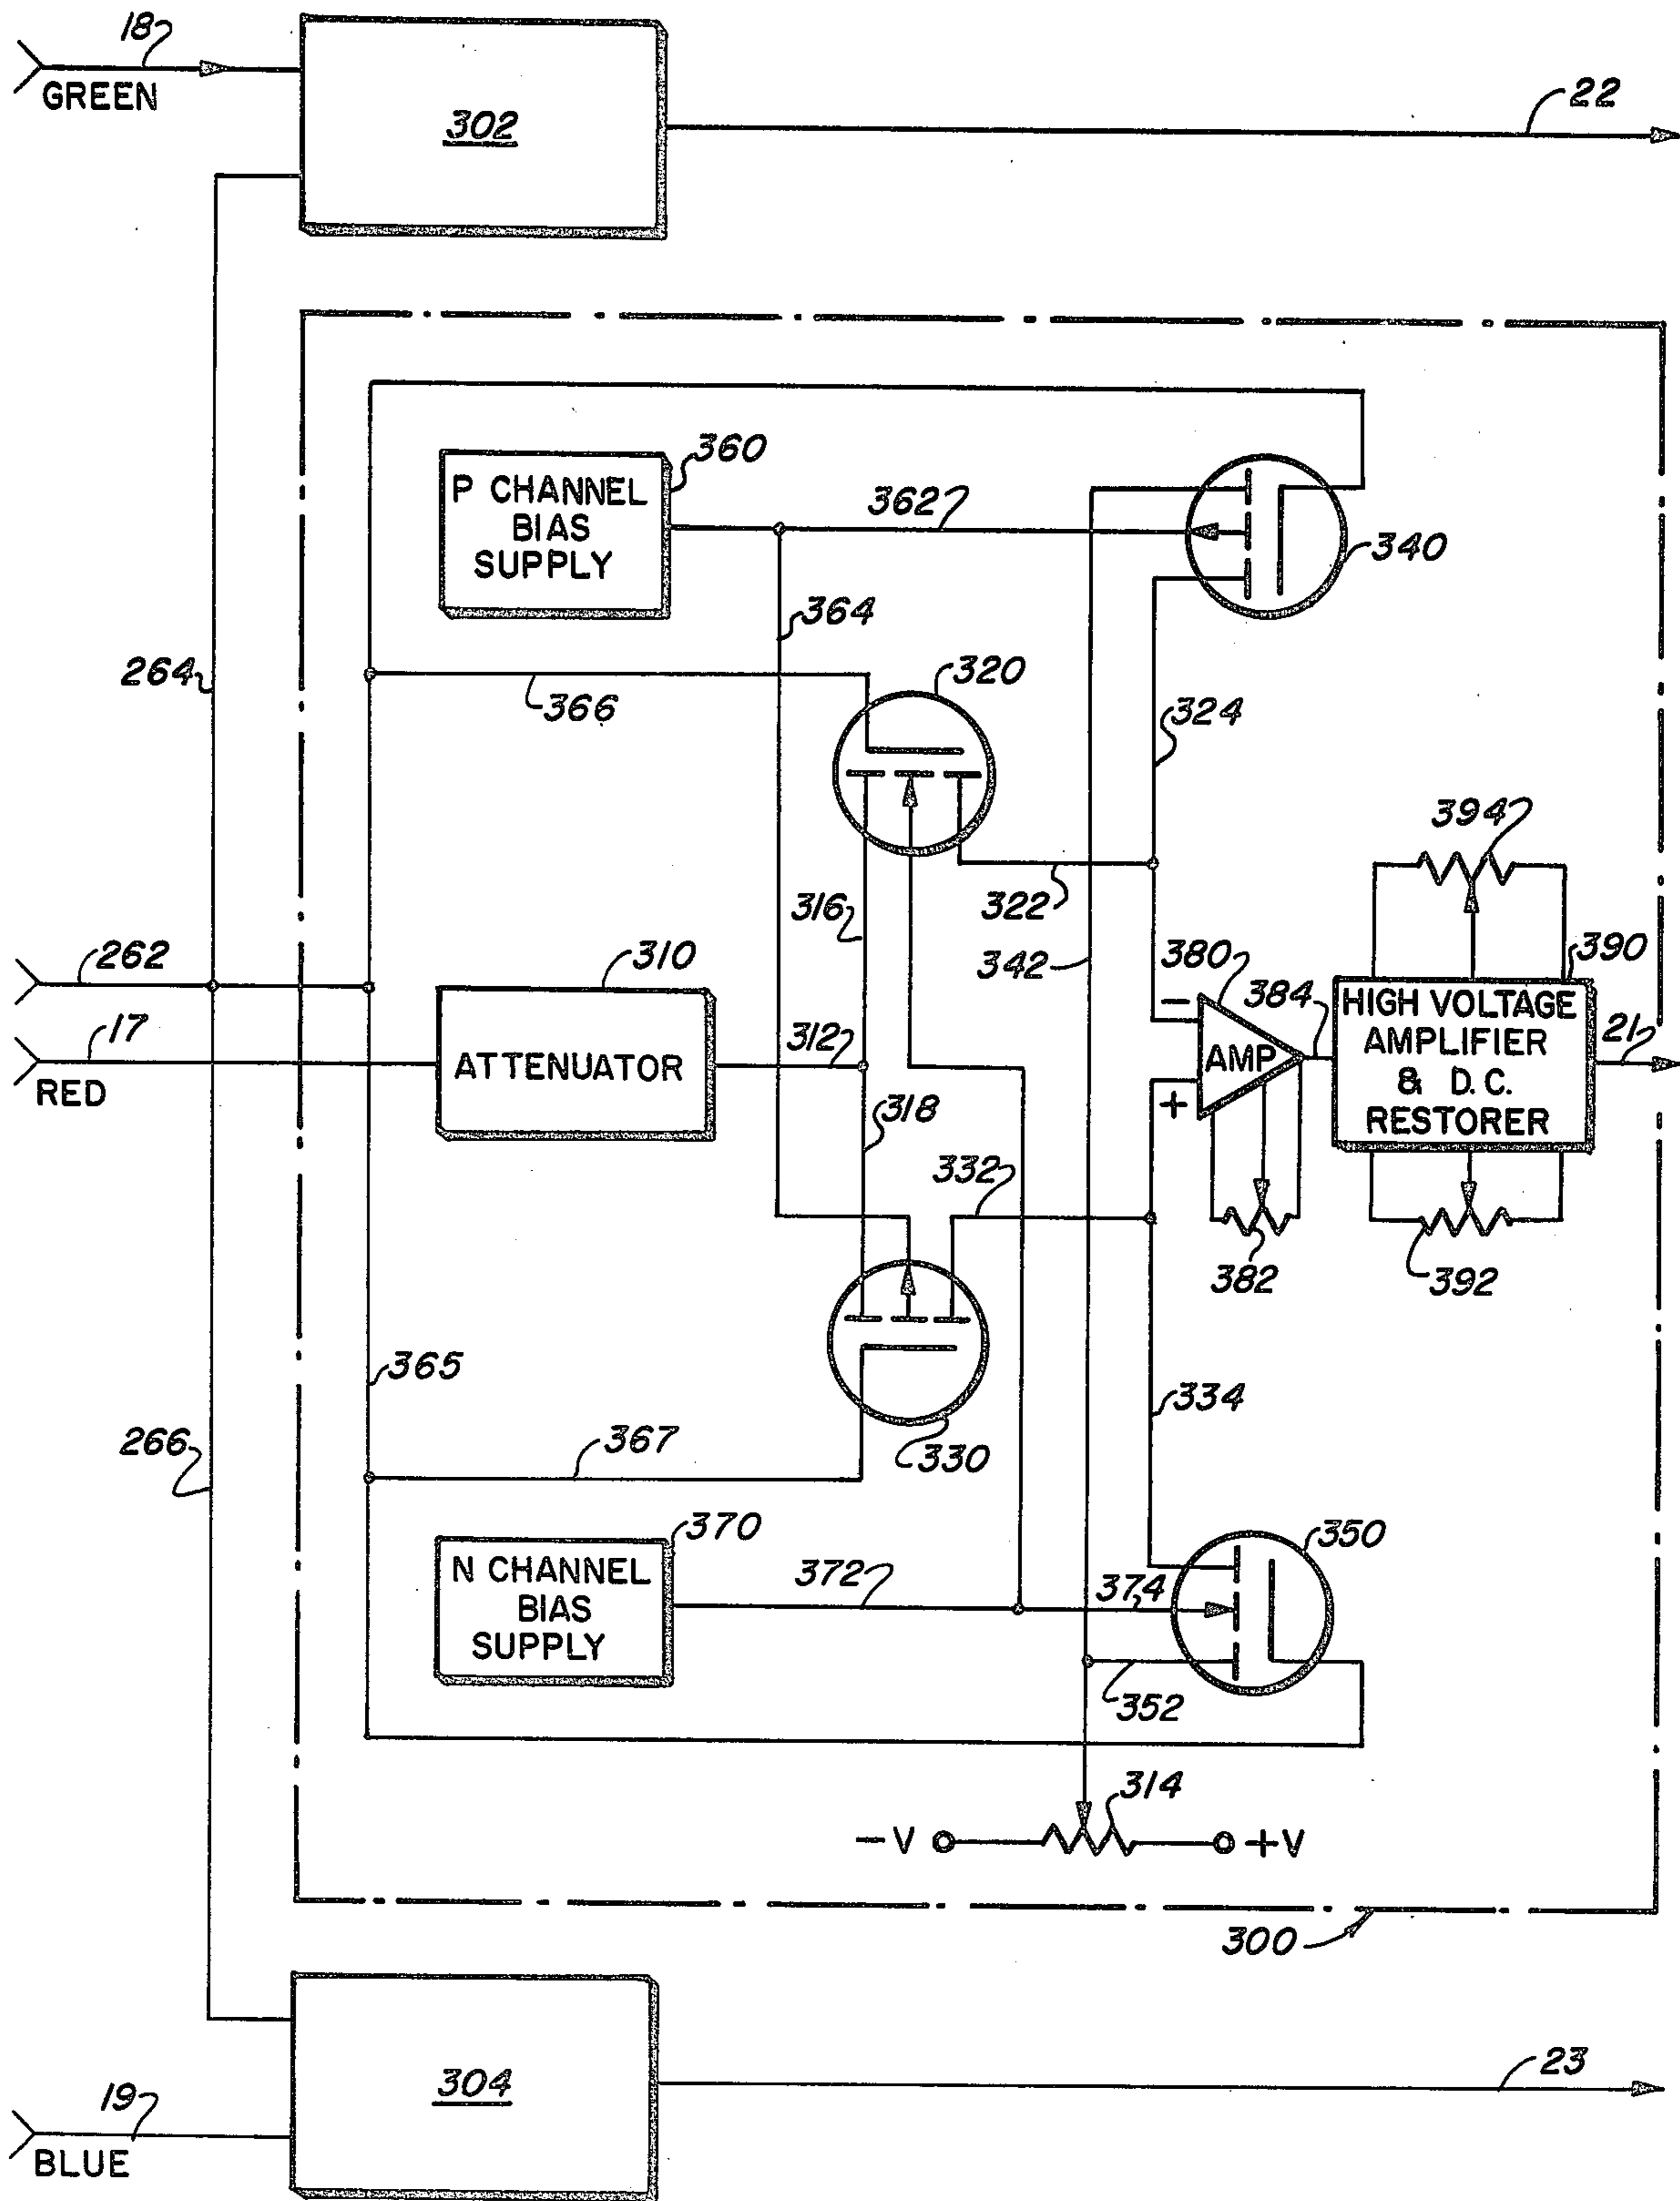 18
GREEN
302
22
360
P CHANNEL
BIAS
SUPPLY
362
340
364
264
366
320
324
394
316
322
342
262
310
380
384
390
17
RED
ATTENUATOR
312
- AMP +
HIGH VOLTAGE
AMPLIFIER
& D.C.
RESTORER
21
318
332
382
392
365
334
266
367
330
370
N CHANNEL
BIAS
SUPPLY
372
374
350
352
314
-V
+V
300
304
23
19
BLUE